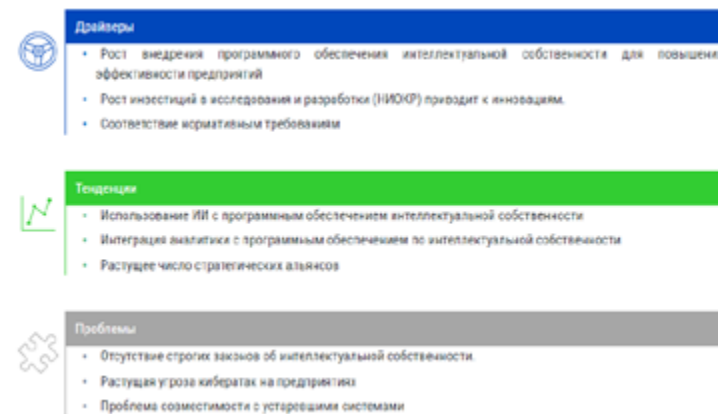 Драйверы
• Рост внедрения программного обеспечения интеллектуальной собственности для повышени
эффективности предприятий
• Рост инвестиций в исследования и разработки (НИОКР) приводит к инновациям.
• Соответствие нормативным требованиям
Тенденции
• Использование ИИ с программным обеспечением интеллектуальной собственности
• Интеграция аналитики с программным обеспечением по интеллектуальной собственности
• Растущее число стратегических альянсов
Проблемы
• Отсутствие строгих законов об интеллектуальной собственности.
• Растущая угроза кибератак на предприятиях
• Проблема совместимости с устаревшими системами